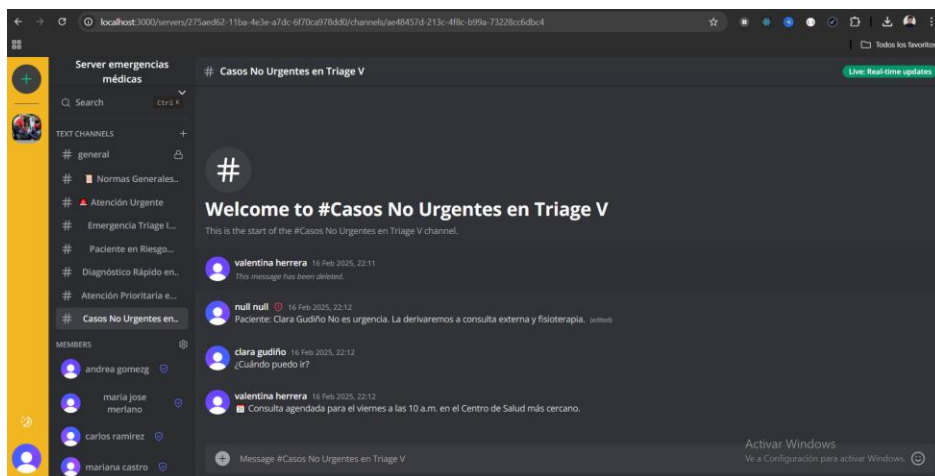 localhost:3000/servers/275aed62-11ba-4e3e-a7dc-6f70ca978dd0/channels/ae48457d-213c-4f8c-b99a-73228cc6dbc4
Todos los favoritos
Server emergencias
médicas
Search
Ctrl K
TEXT CHANNELS
# general
# Normas Generales..
# Atención Urgente
# Emergencia Triage I...
# Paciente en Riesgo...
# Diagnóstico Rápido en..
# Atención Prioritaria e...
# Casos No Urgentes en..
MEMBERS
andrea gomezg
maria jose
merlano
carlos ramirez
mariana castro
# Casos No Urgentes en Triage V
Live: Real-time updates
#
Welcome to #Casos No Urgentes en Triage V
This is the start of the #Casos No Urgentes en Triage V channel.
valentina herrera 16 Feb 2025, 22:11
This message has been deleted.
null null 16 Feb 2025, 22:12
Paciente: Clara Gudiño No es urgencia. La derivaremos a consulta externa y fisioterapia. (edited)
clara gudiño 16 Feb 2025, 22:12
¿Cuándo puedo ir?
valentina herrera 16 Feb 2025, 22:12
Consulta agendada para el viernes a las 10 a.m. en el Centro de Salud más cercano.
Message #Casos No Urgentes en Triage V
Activar Windows
Ve a Configuración para activar Windows.